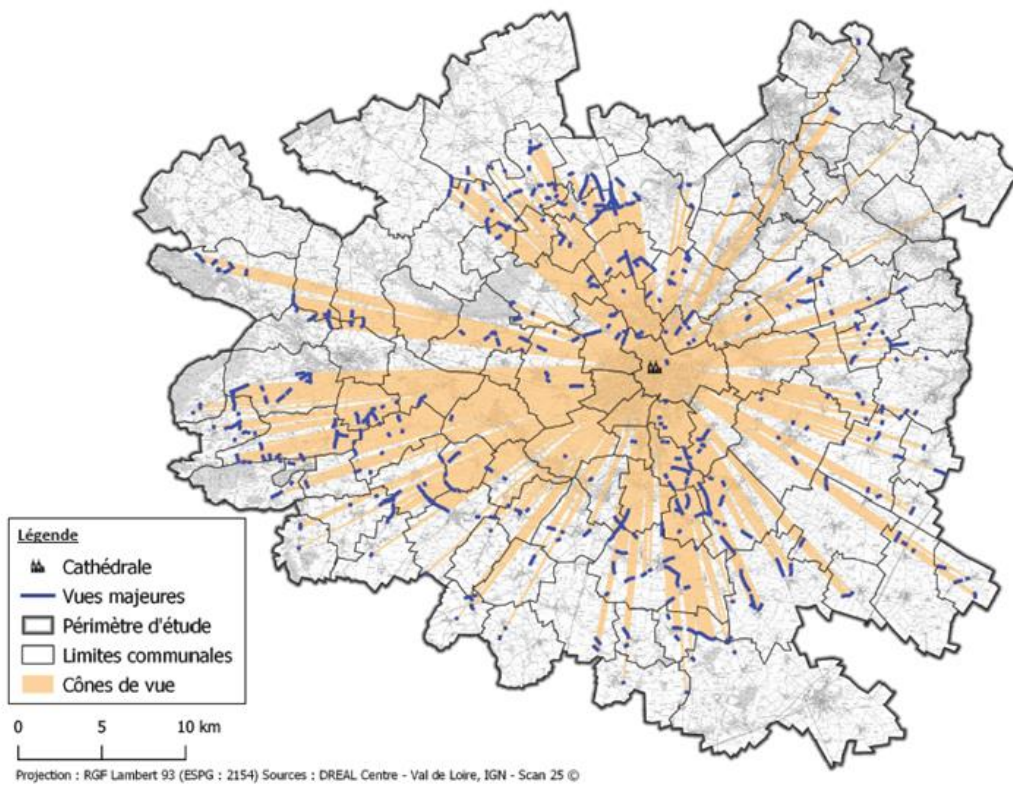 Légende
Cathédrale
Vues majeures
Périmètre d'étude
Limites communales
Cônes de vue
0 5 10 km
Projection : RGF Lambert 93 (ESPG : 2154) Sources : DREAL Centre - Val de Loire, IGN - Scan 25 ©